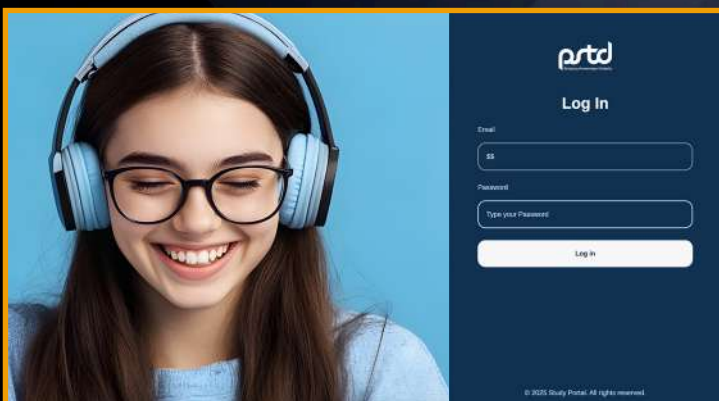 pstd
Log In
Email
$$
Password
Type your Password
Log in
© 2025 Study Portal. All rights reserved.